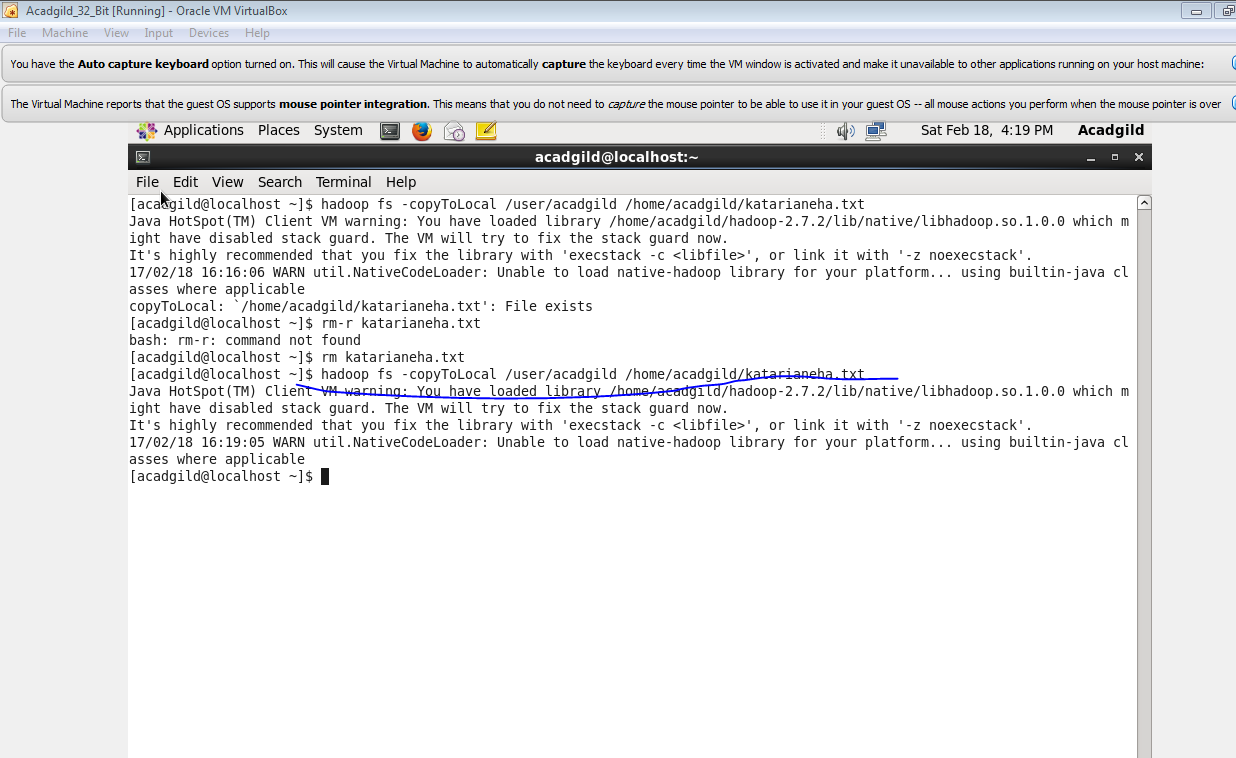 Acadgild_32_Bit [Running] - Oracle VM VirtualBox
File Machine View Input Devices Help
You have the Auto capture keyboard option turned on. This will cause the Virtual Machine to automatically capture the keyboard every time the VM window is activated and make it unavailable to other applications running on your host machine:
The Virtual Machine reports that the guest OS supports mouse pointer integration. This means that you do not need to capture the mouse pointer to be able to use it in your guest OS -- all mouse actions you perform when the mouse pointer is over
Applications Places System Sat Feb 18, 4:19 PM Acadgild
acadgild@localhost:~
File Edit View Search Terminal Help
[acadgild@localhost ~]$ hadoop fs -copyToLocal /user/acadgild /home/acadgild/katarianeha.txt
Java HotSpot(TM) Client VM warning: You have loaded library /home/acadgild/hadoop-2.7.2/lib/native/libhadoop.so.1.0.0 which m
ight have disabled stack guard. The VM will try to fix the stack guard now.
It's highly recommended that you fix the library with 'execstack -c <libfile>', or link it with '-z noexecstack'.
17/02/18 16:16:06 WARN util.NativeCodeLoader: Unable to load native-hadoop library for your platform... using builtin-java cl
asses where applicable
copyToLocal: `/home/acadgild/katarianeha.txt': File exists
[acadgild@localhost ~]$ rm-r katarianeha.txt
bash: rm-r: command not found
[acadgild@localhost ~]$ rm katarianeha.txt
[acadgild@localhost ~]$ hadoop fs -copyToLocal /user/acadgild /home/acadgild/katarianeha.txt
Java HotSpot(TM) Client VM warning: You have loaded library /home/acadgild/hadoop-2.7.2/lib/native/libhadoop.so.1.0.0 which m
ight have disabled stack guard. The VM will try to fix the stack guard now.
It's highly recommended that you fix the library with 'execstack -c <libfile>', or link it with '-z noexecstack'.
17/02/18 16:19:05 WARN util.NativeCodeLoader: Unable to load native-hadoop library for your platform... using builtin-java cl
asses where applicable
[acadgild@localhost ~]$